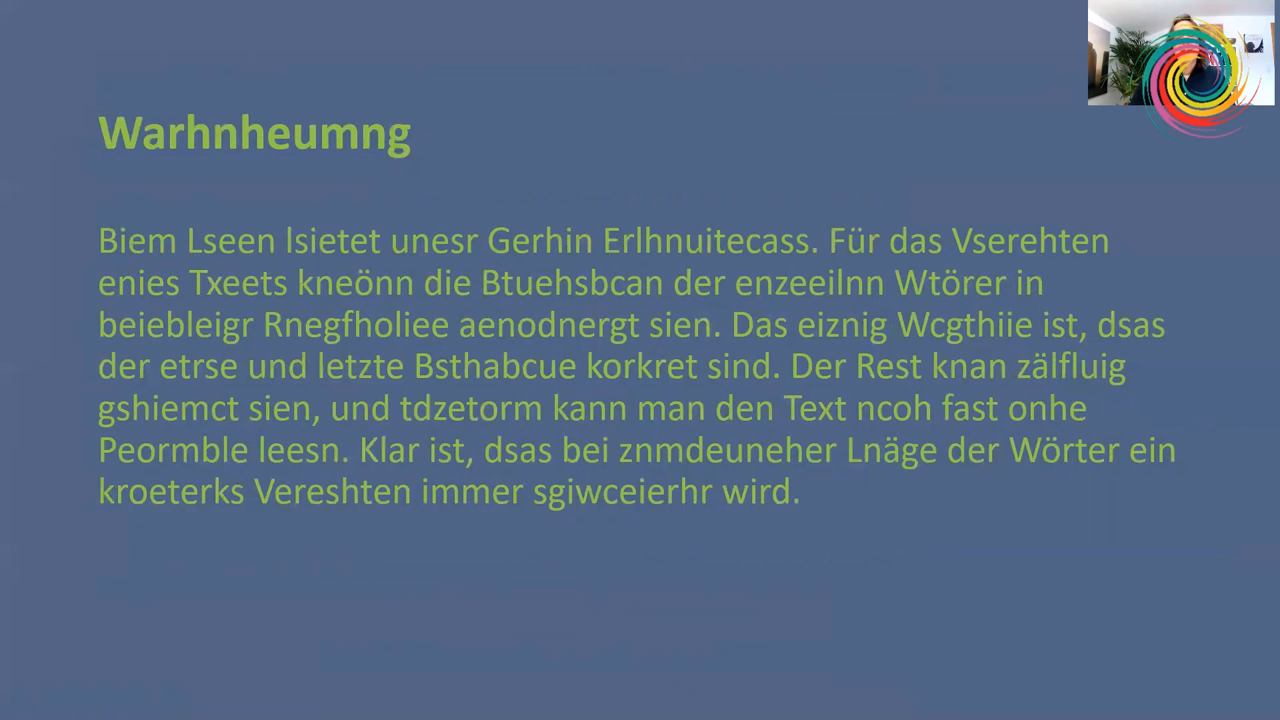 Warhnheumng
Biem Lseen lsietet unesr Gerhin Erlhnuitecass. Für das Vserehten
enies Txeets kneönn die Btuehsbcan der enzeeilnn Wtörer in
beiebleigr Rnegfholiee aenodnergt sien. Das eiznig Wcgthiie ist, dsas
der etrse und letzte Bsthabcue korkret sind. Der Rest knan zälfluig
gshiemct sien, und tdzetorm kann man den Text ncoh fast onhe
Peormble leesn. Klar ist, dsas bei znmdeuneher Lnäge der Wörter ein
kroeterks Vereshten immer sgiwceierhr wird.